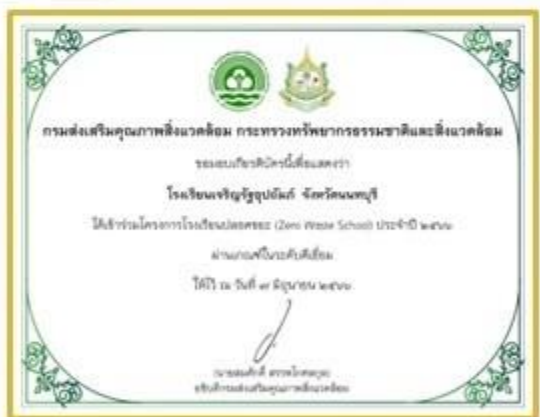 กรมส่งเสริมคุณภาพสิ่งแวดล้อม กระทรวงทรัพยากรธรรมชาติและสิ่งแวดล้อม
ขอมอบเกียรติบัตรนี้เพื่อแสดงว่า
โรงเรียนเจริญรัฐอุปถัมภ์ จังหวัดนนทบุรี
ได้เข้าร่วมโครงการโรงเรียนปลอดขยะ (Zero Waste School) ประจำปี ๒๕๖๖
ผ่านเกณฑ์ในระดับดีเยี่ยม
ให้ไว้ ณ วันที่ มิถุนายน ๒๕๖๖
อธิบดีกรมส่งเสริมคุณภาพสิ่งแวดล้อม